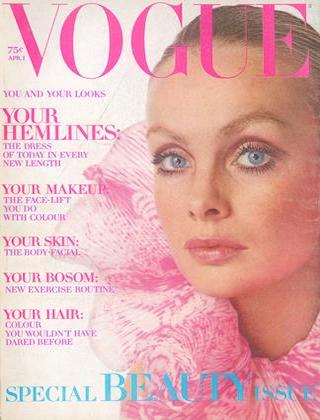 VOGUE
75¢
APR. 1
YOU AND YOUR LOOKS
YOUR
HEMLINES:
THE DRESS
OF TODAY IN EVERY
NEW LENGTH
YOUR MAKEUP:
THE FACE-LIFT
YOU DO
WITH COLOUR
YOUR SKIN:
THE BODY-FACIAL
YOUR BOSOM:
NEW EXERCISE ROUTINE
YOUR HAIR:
COLOUR
YOU WOULDN'T HAVE
DARED BEFORE
SPECIAL BEAUTY ISSUE